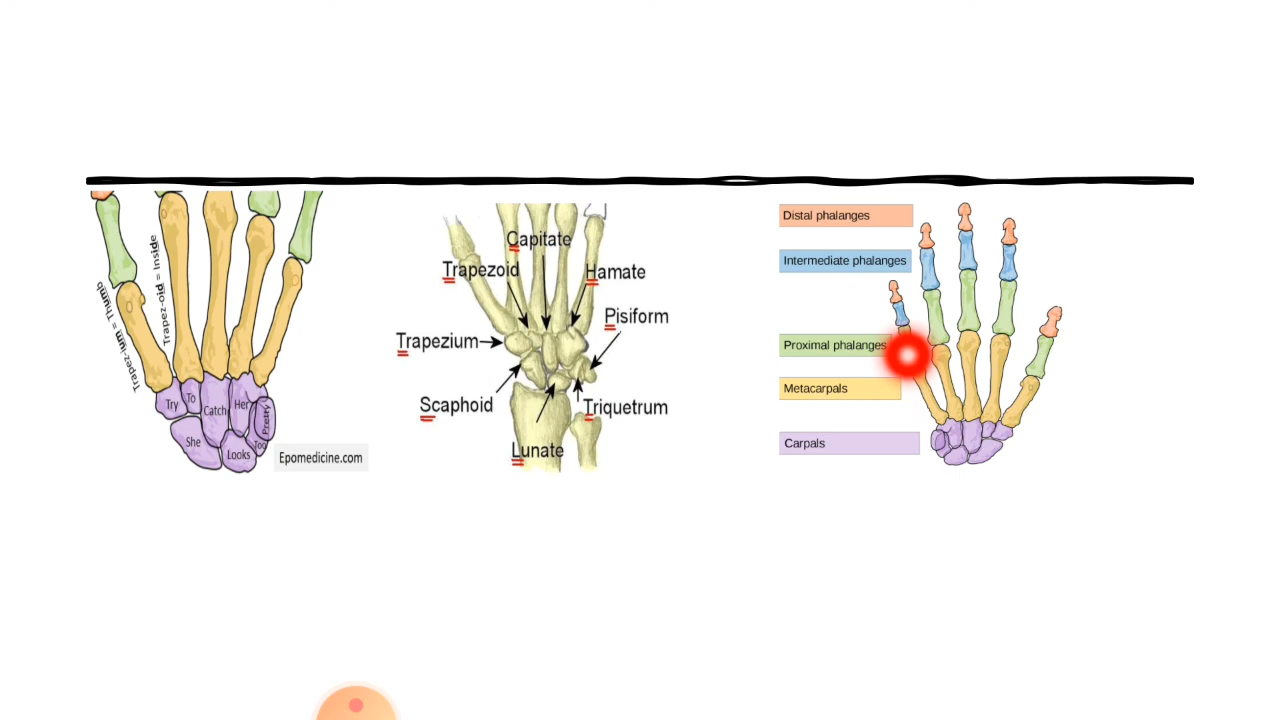 Trapez-ium = Thumb
Trapez-oid = Inside
Try
To
Catch
Her
Pretty
She
Looks
Too
Epomedicine.com
Capitate
Trapezoid
Hamate
Pisiform
Trapezium
Scaphoid
Triquetrum
Lunate
Distal phalanges
Intermediate phalanges
Proximal phalanges
Metacarpals
Carpals